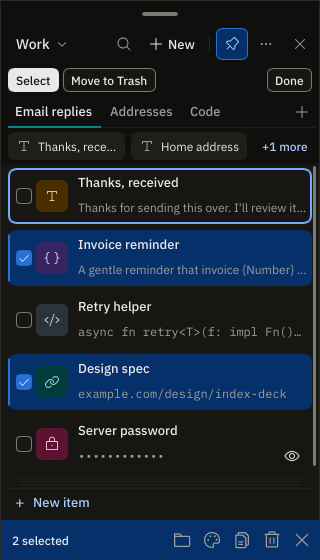 Work
New
Select
Move to Trash
Done
Email replies
Addresses
Code
Thanks, rece...
Home address
+1 more
Thanks, received
Thanks for sending this over. I'll review it...
Invoice reminder
A gentle reminder that invoice {Number} ...
Retry helper
async fn retry<T>(f: impl Fn()...
Design spec
example.com/design/index-deck
Server password
••••••••••••
+ New item
2 selected